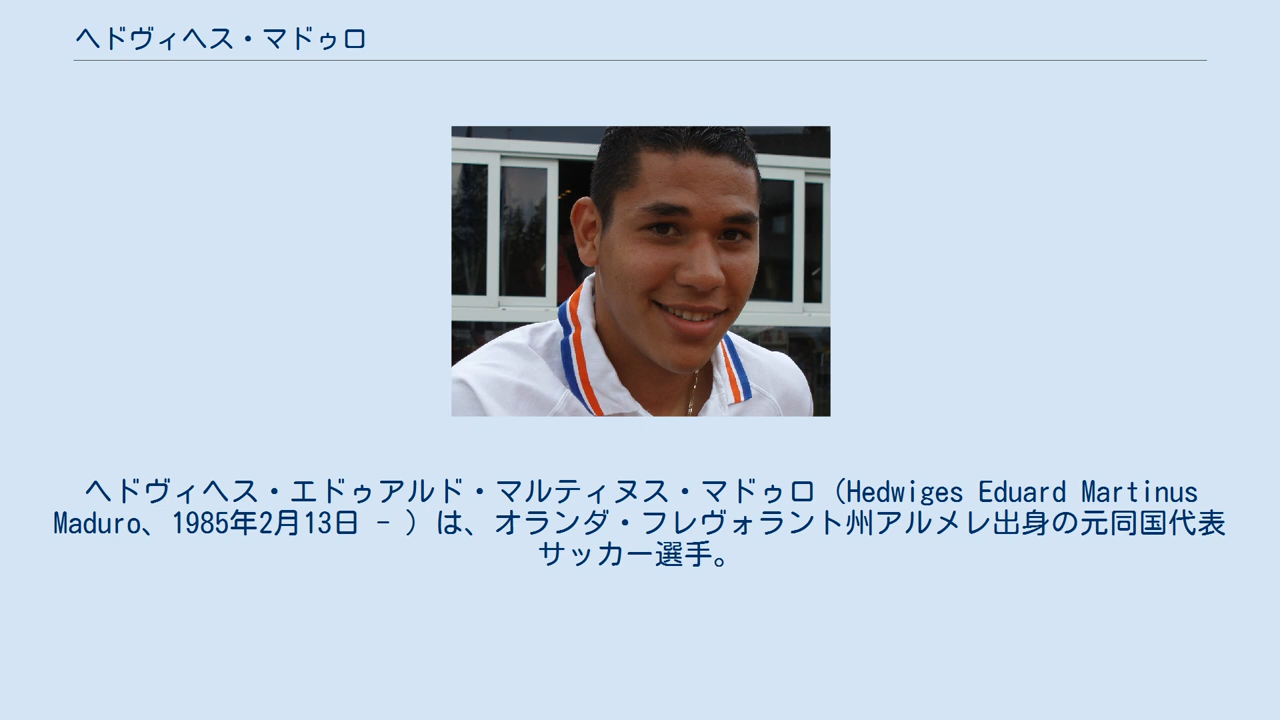 ヘドヴィヘス・マドゥロ
ヘドヴィヘス・エドゥアルド・マルティヌス・マドゥロ（Hedwiges Eduard Martinus
Maduro、1985年2月13日 - ）は、オランダ・フレヴォラント州アルメレ出身の元同国代表
サッカー選手。